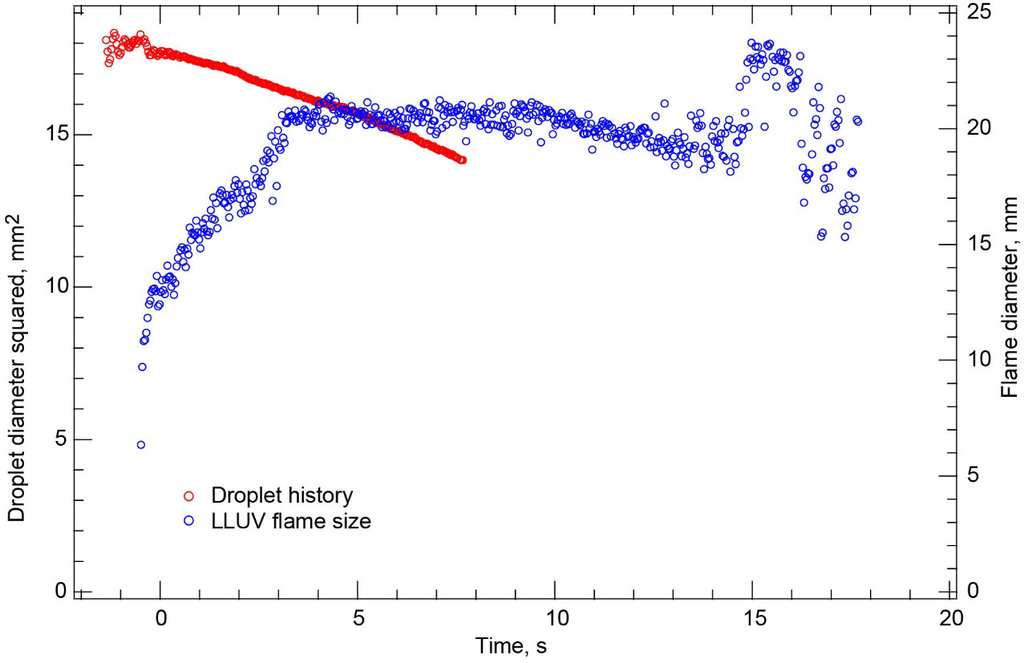 25
20
15
10
5
0
15
10
5
0
Droplet diameter squared, mm2
Flame diameter, mm
Droplet history
LLUV flame size
0 5 10 15 20
Time, s